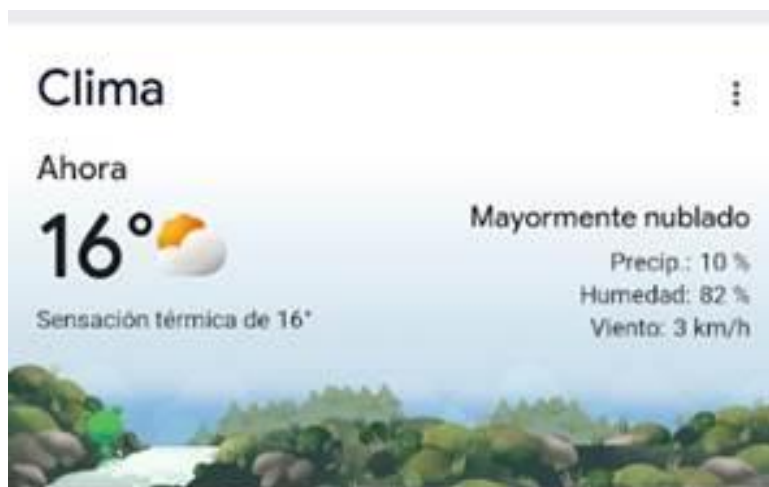 Clima
Ahora
16°
Mayormente nublado
Precip.: 10 %
Humedad: 82 %
Sensación térmica de 16°
Viento: 3 km/h